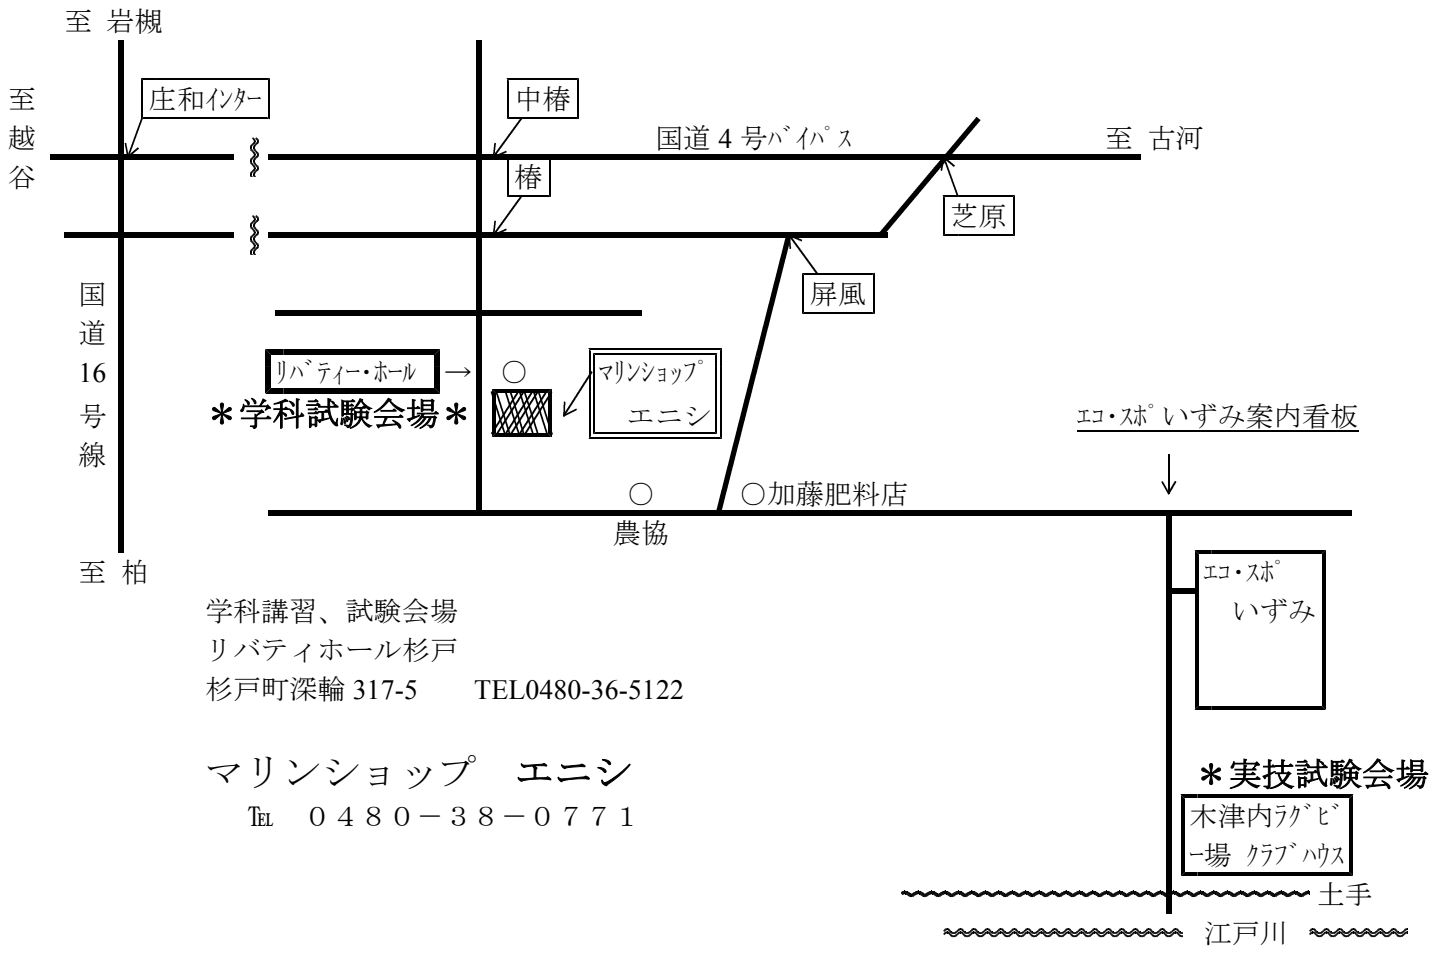 至 岩槻
至越谷
庄和ｲﾝﾀｰ
中椿
国道4号ﾊﾞｲﾊﾟｽ
至 古河
椿
芝原
屏風
国道16号線
ﾘﾊﾞﾃｨｰ・ﾎｰﾙ
→
○
ﾏﾘﾝｼｮｯﾌﾟ
エニシ
＊学科試験会場＊
ｴｺ・ｽﾎﾟいずみ案内看板
○
○加藤肥料店
農協
至 柏
ｴｺ・ｽﾎﾟ
いずみ
学科講習、試験会場
リバティホール杉戸
杉戸町深輪317-5　　TEL0480-36-5122
マリンショップ　エニシ
℡　０４８０－３８－０７７１
＊実技試験会場
木津内ﾗｸﾞﾋﾞ
ｰ場 ｸﾗﾌﾞﾊｳｽ
土手
江戸川